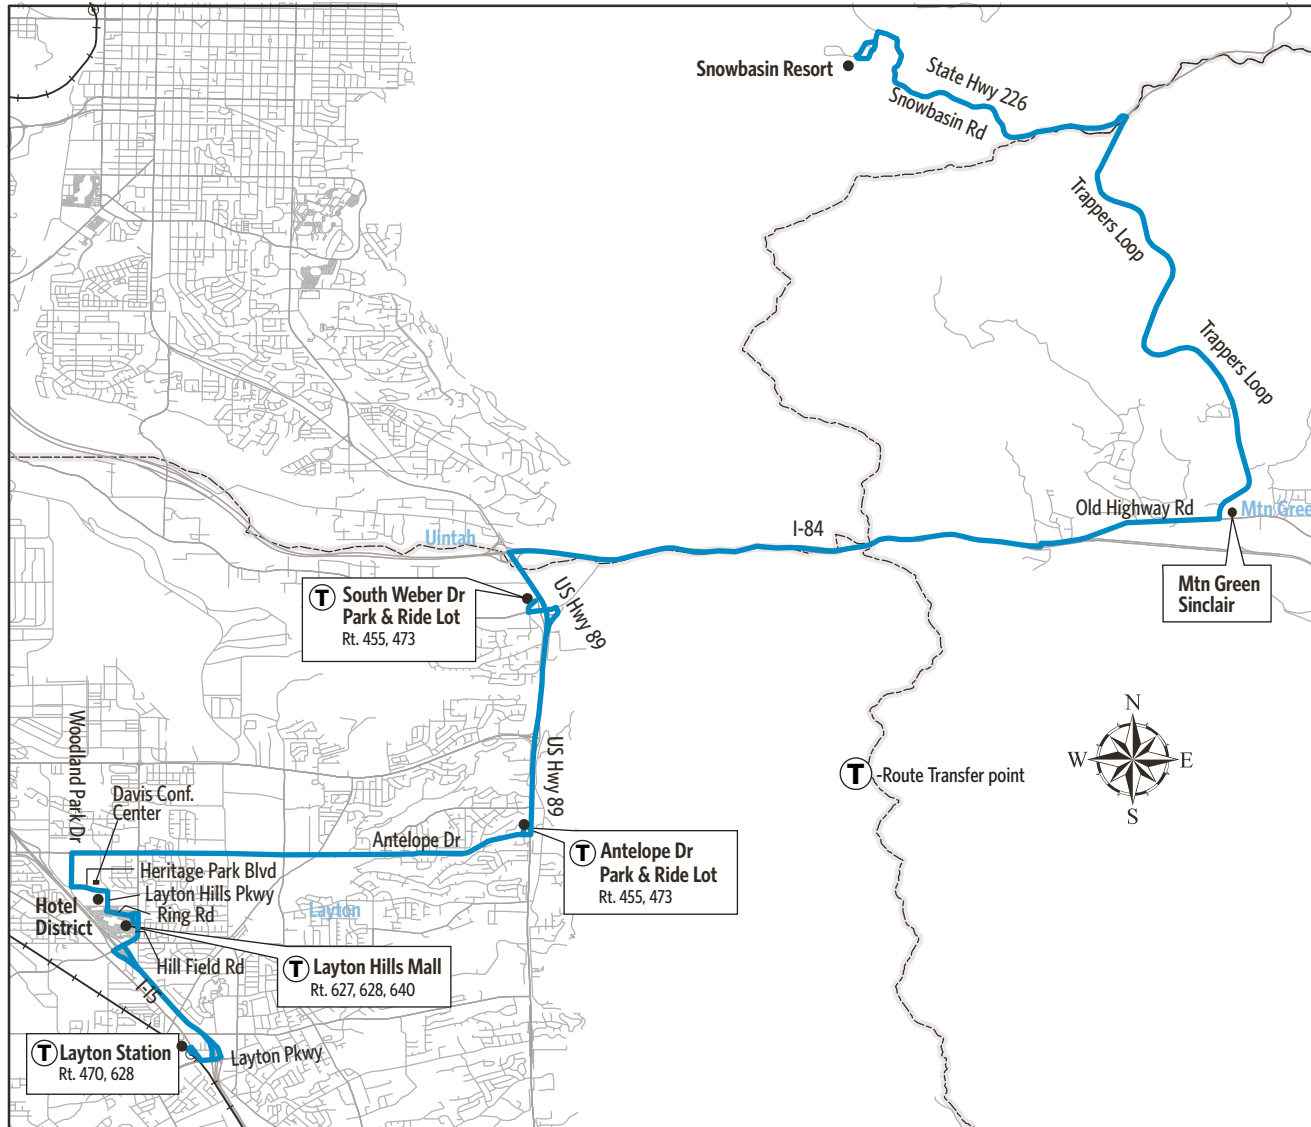 Snowbasin Resort
State Hwy 226
Snowbasin Rd
Trappers Loop
Trappers Loop
Old Highway Rd
Mtn Gree
I-84
Uintah
Mtn Green
Sinclair
T South Weber Dr
Park & Ride Lot
Rt. 455, 473
US Hwy 89
N
W E
S
T -Route Transfer point
US Hwy 89
Woodland Park Dr
Davis Conf.
Center
Antelope Dr
T Antelope Dr
Park & Ride Lot
Rt. 455, 473
Heritage Park Blvd
Layton Hills Pkwy
Ring Rd
Hotel
District
Layton
Hill Field Rd
T Layton Hills Mall
Rt. 627, 628, 640
I-15
T Layton Station
Rt. 470, 628
Layton Pkwy